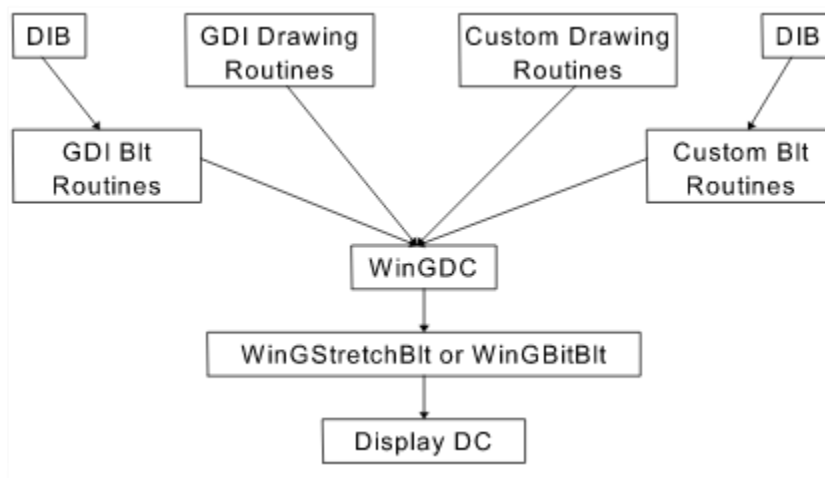 DIB
GDI Drawing
Routines
Custom Drawing
Routines
DIB
GDI Blt
Routines
Custom Blt
Routines
WinGDC
WinGStretchBlt or WinGBitBlt
Display DC